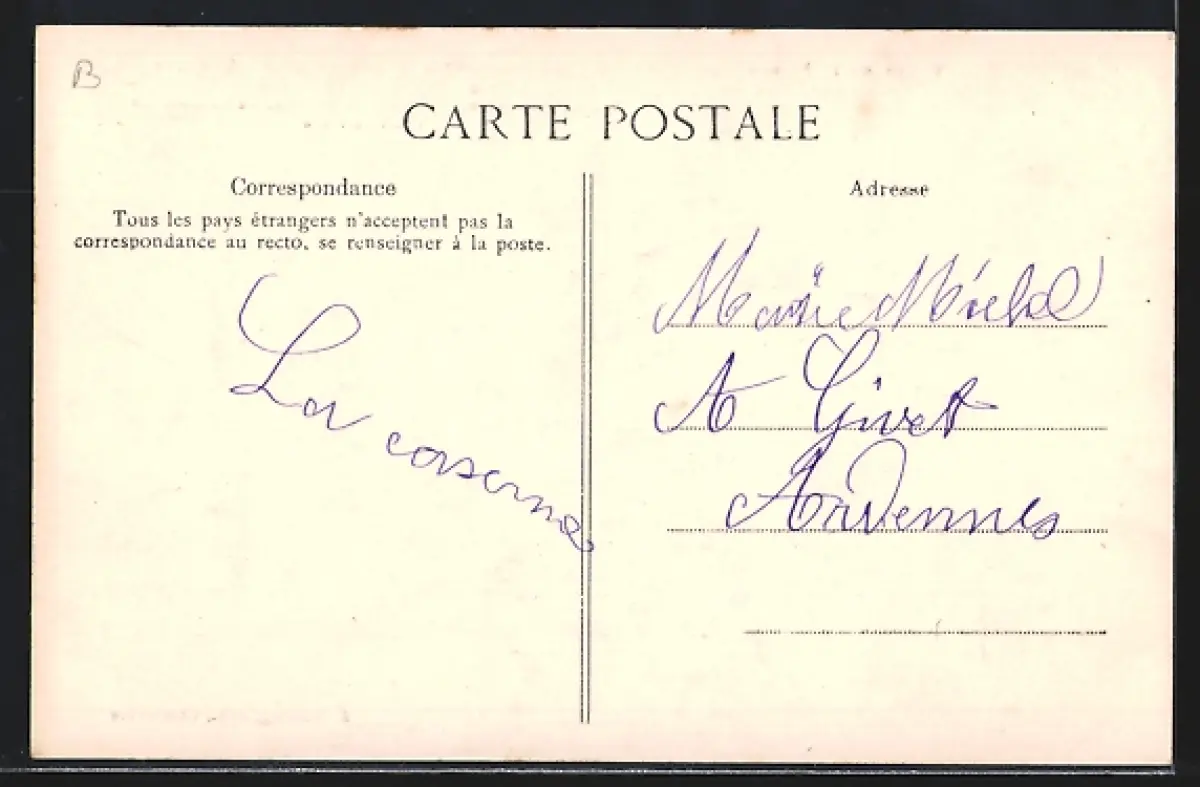 B
CARTE POSTALE
Correspondance
Tous les pays étrangers n'acceptent pas la
correspondance au recto, se renseigner à la poste.
La caserne
Adresse
Marie Michel
A Givet
Ardennes